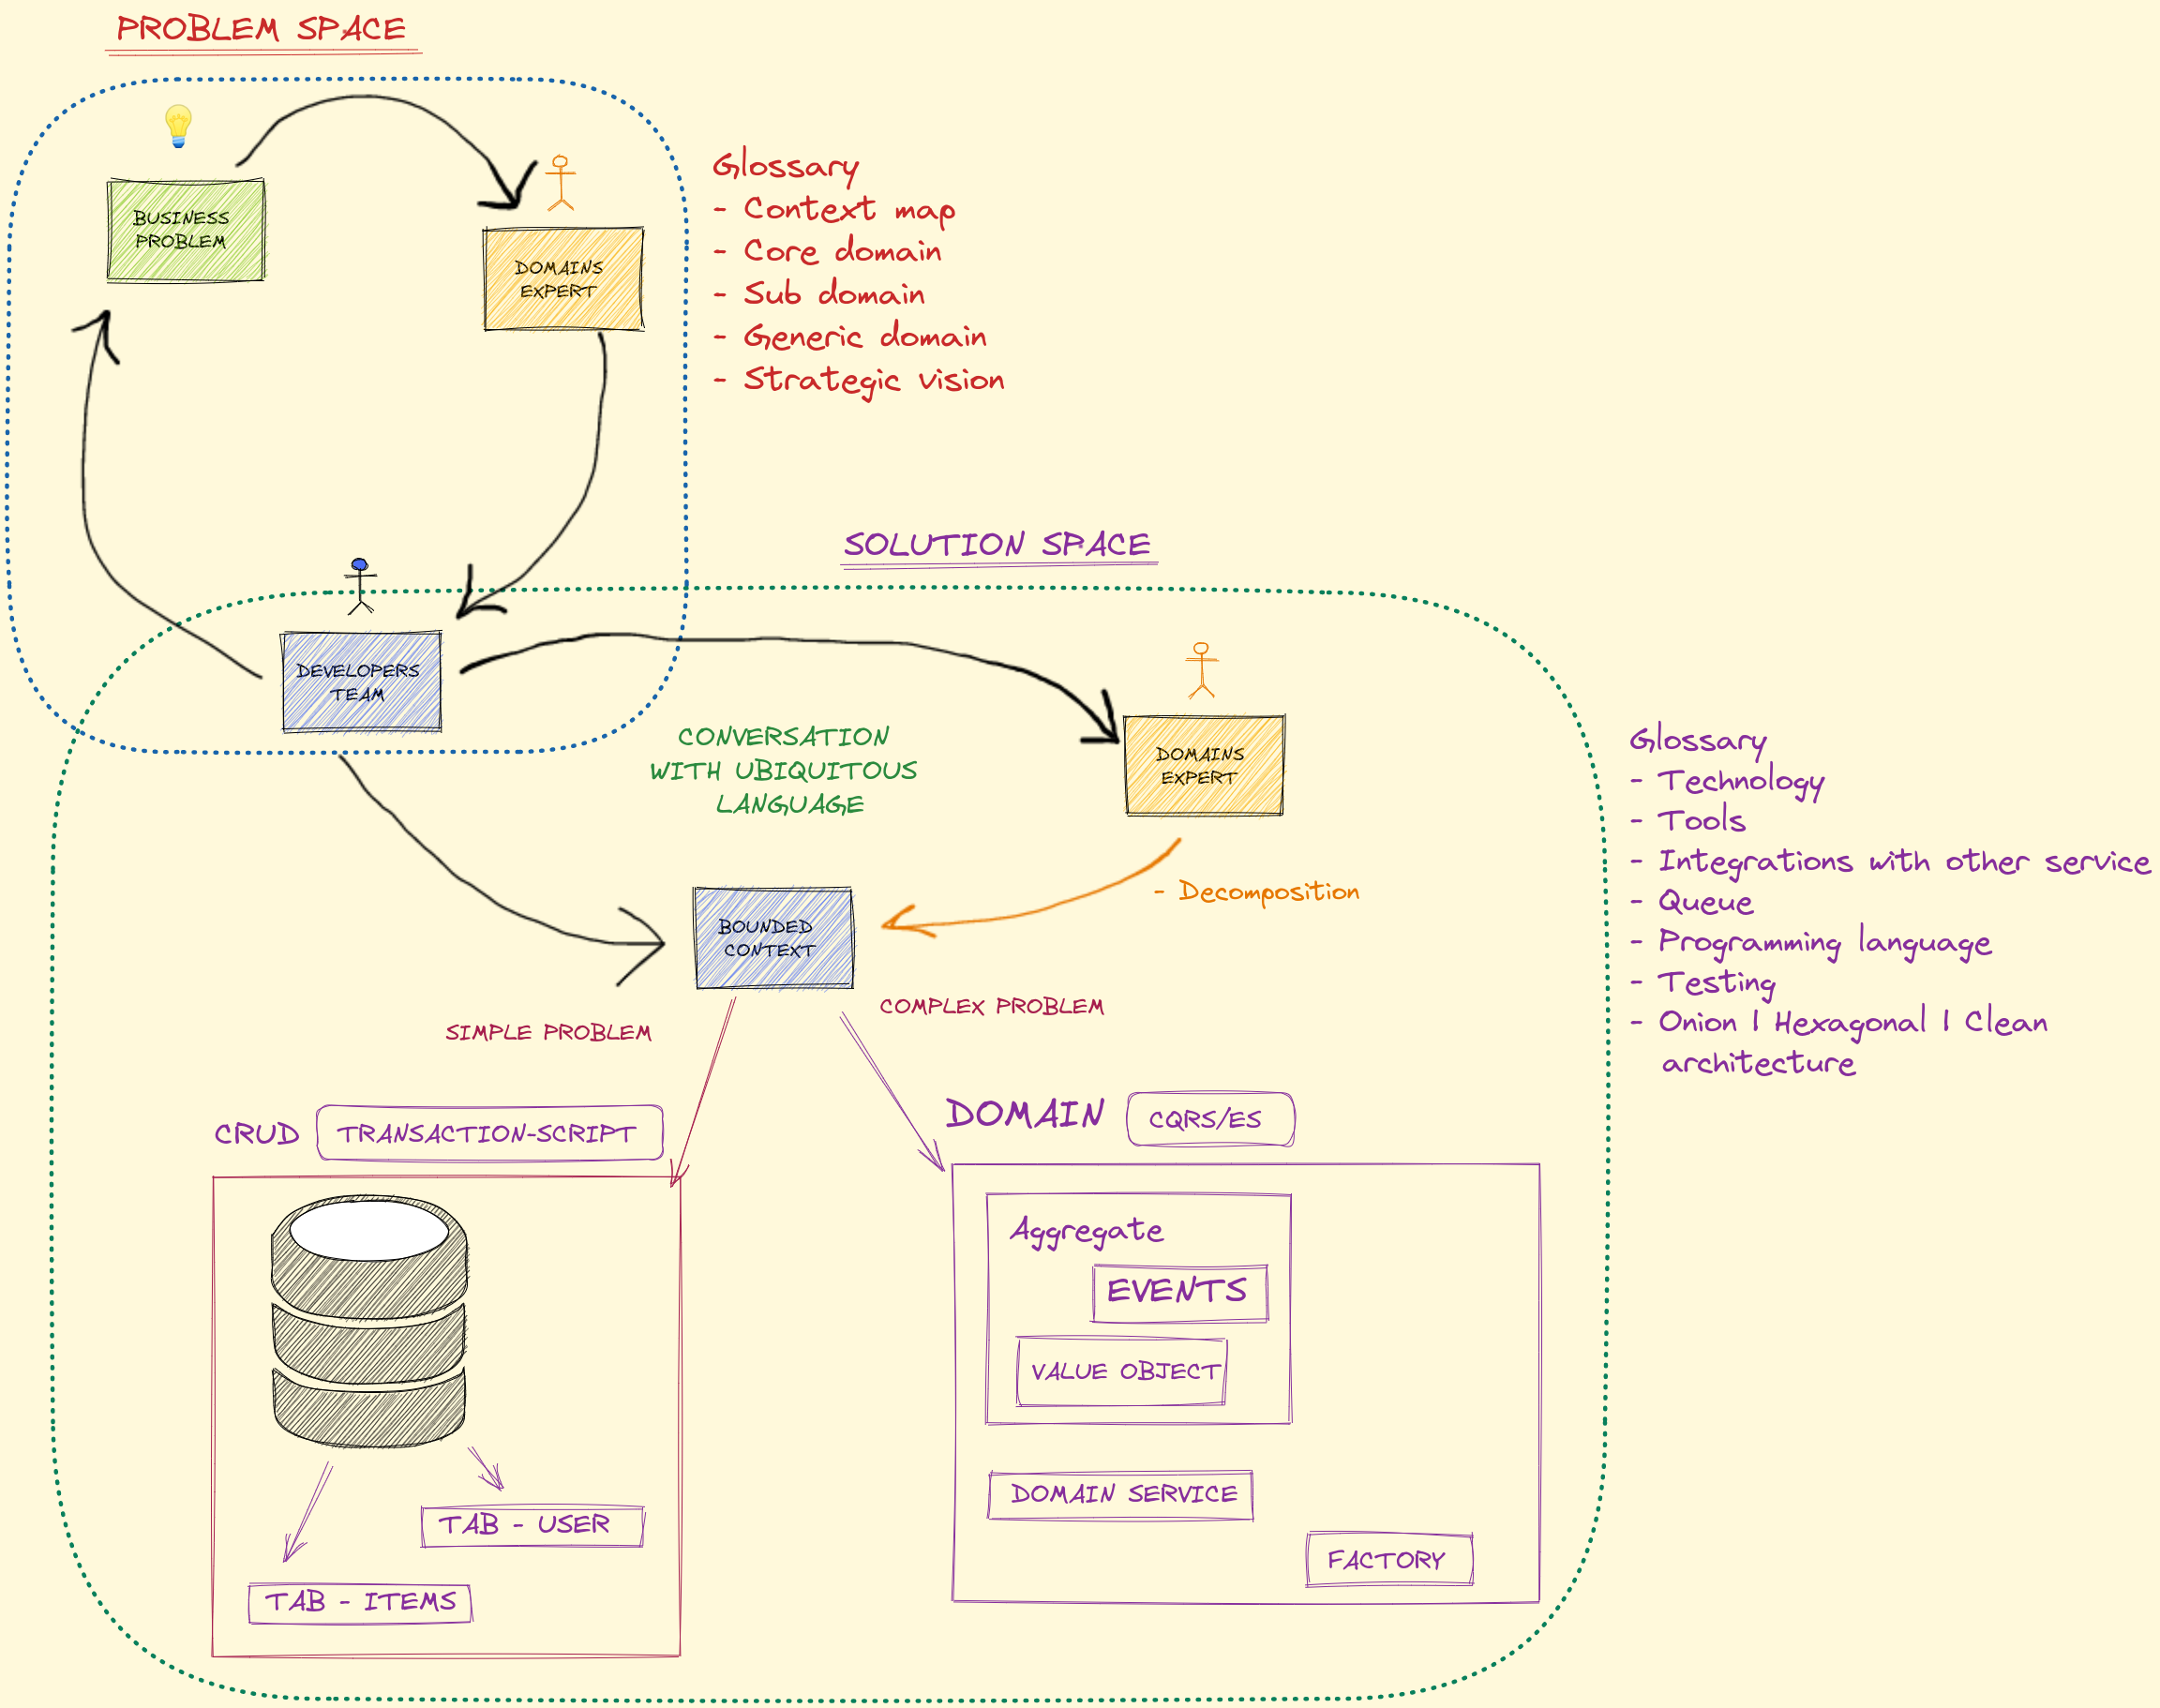 PROBLEM SPACE
BUSINESS
PROBLEM
DOMAINS
EXPERT
Glossary
- Context map
- Core domain
- Sub domain
- Generic domain
- Strategic vision
SOLUTION SPACE
DEVELOPERS
TEAM
CONVERSATION
WITH UBIQUITOUS
LANGUAGE
DOMAINS
EXPERT
- Decomposition
BOUNDED
CONTEXT
SIMPLE PROBLEM
COMPLEX PROBLEM
Glossary
- Technology
- Tools
- Integrations with other service
- Queue
- Programming language
- Testing
- Onion | Hexagonal | Clean
architecture
CRUD
TRANSACTION-SCRIPT
TAB - USER
TAB - ITEMS
DOMAIN
CQRS/ES
Aggregate
EVENTS
VALUE OBJECT
DOMAIN SERVICE
FACTORY